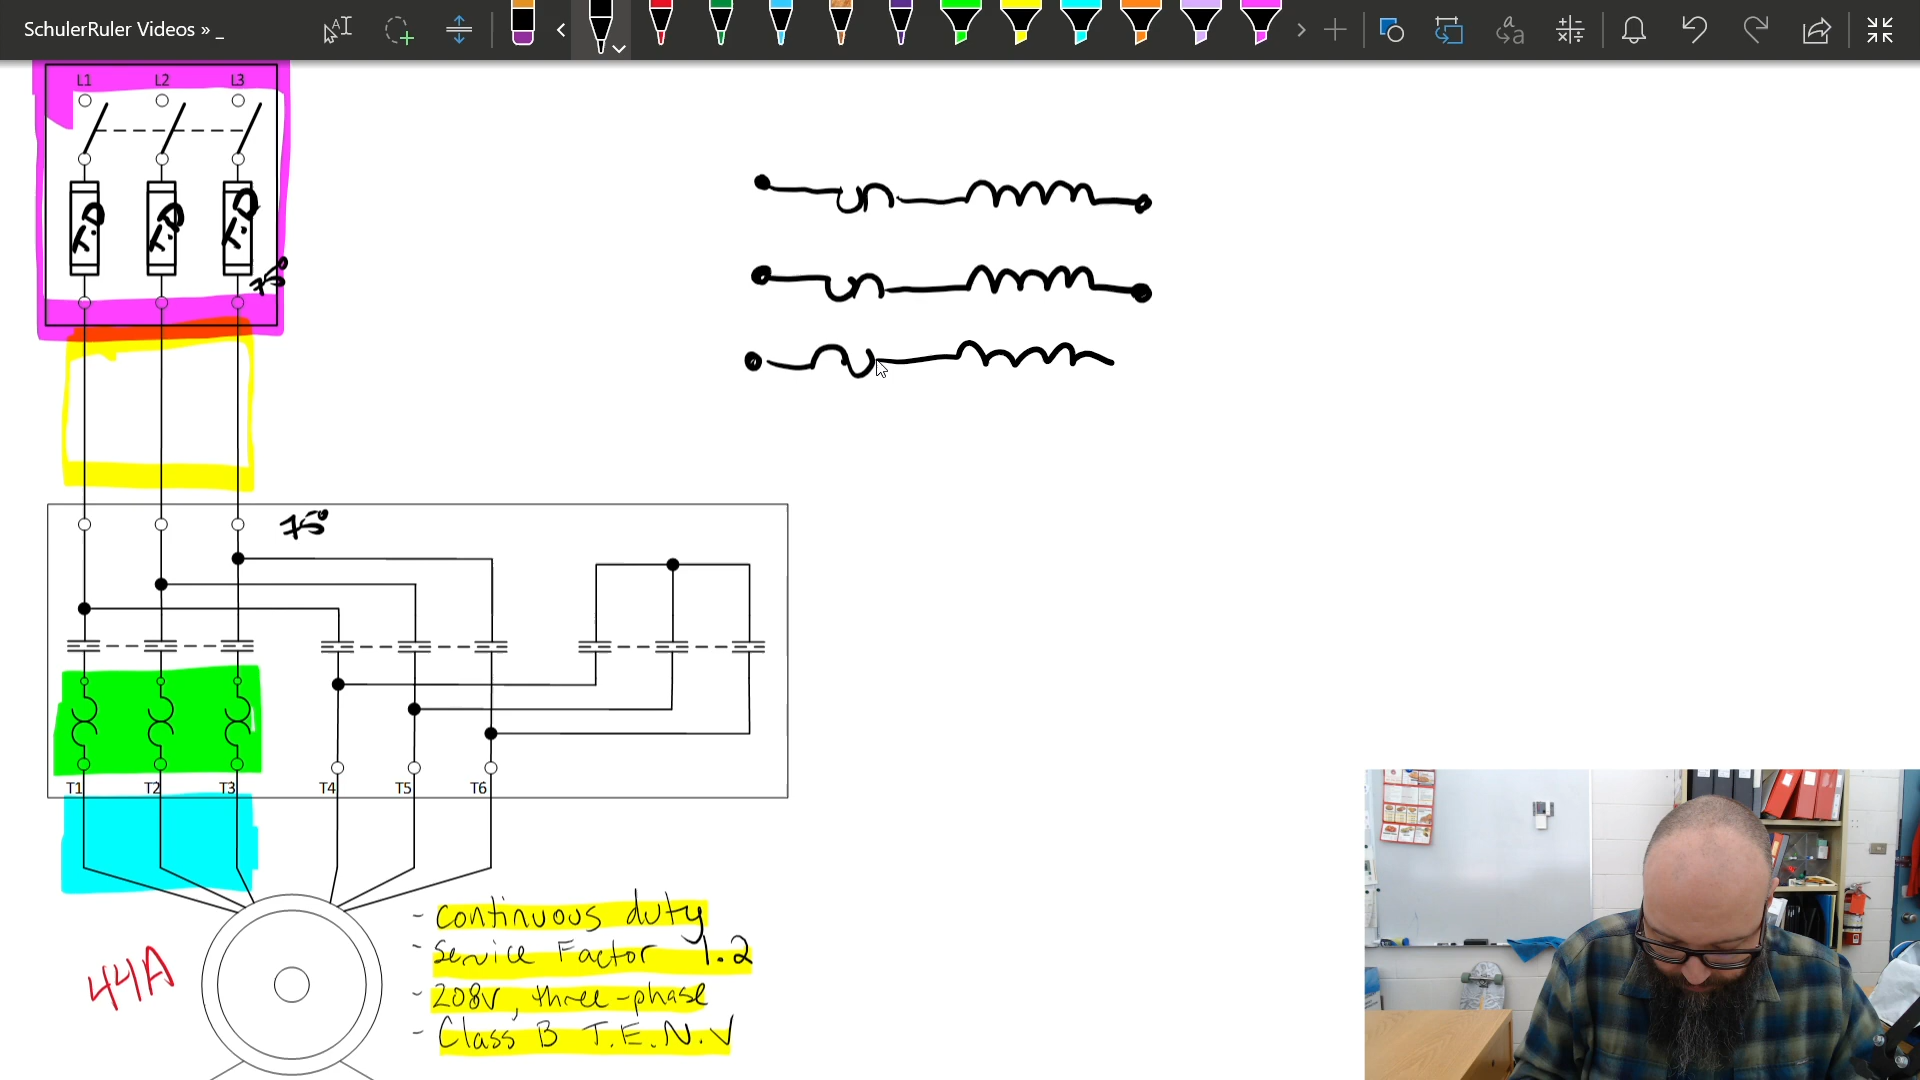 SchulerRuler Videos » _
L1 L2 L3
T.D T.D T.D
75°
75°
T1 T2 T3 T4 T5 T6
44A
- continuous duty
- Service Factor 1.2
- 208v, three-phase
- Class B T.E.N.V